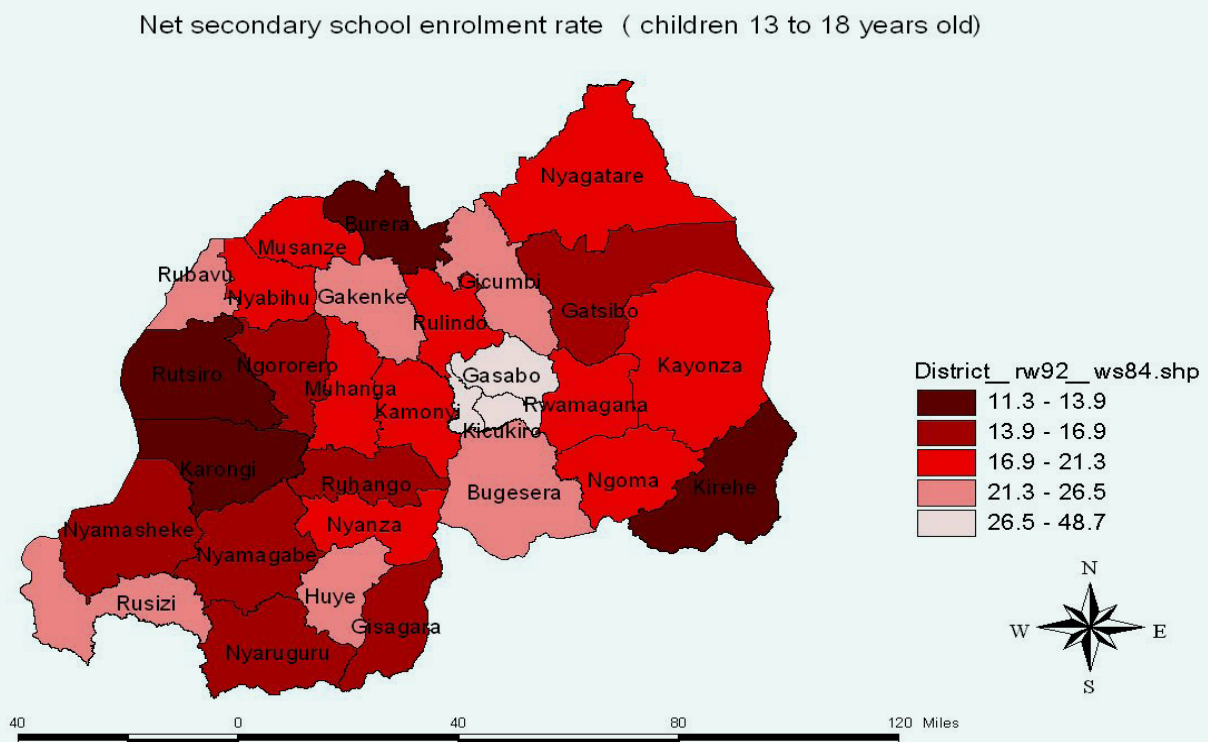 Net secondary school enrolment rate ( children 13 to 18 years old)
Nyagatare
Burera
Musanze
Rubavu
Nyabihu
Gakenke
Gicumbi
Gatsibo
Rulindo
Rutsiro
Ngororero
Muhanga
Gasabo
Kayonza
Kamonyi
Rwamagana
Kicukiro
Karongi
Ruhango
Bugesera
Ngoma
Kirehe
Nyamasheke
Nyanza
Nyamagabe
Rusizi
Huye
Gisagara
Nyaruguru
District__rw92__ws84.shp
11.3 - 13.9
13.9 - 16.9
16.9 - 21.3
21.3 - 26.5
26.5 - 48.7
N
W E
S
40 0 40 80 120 Miles